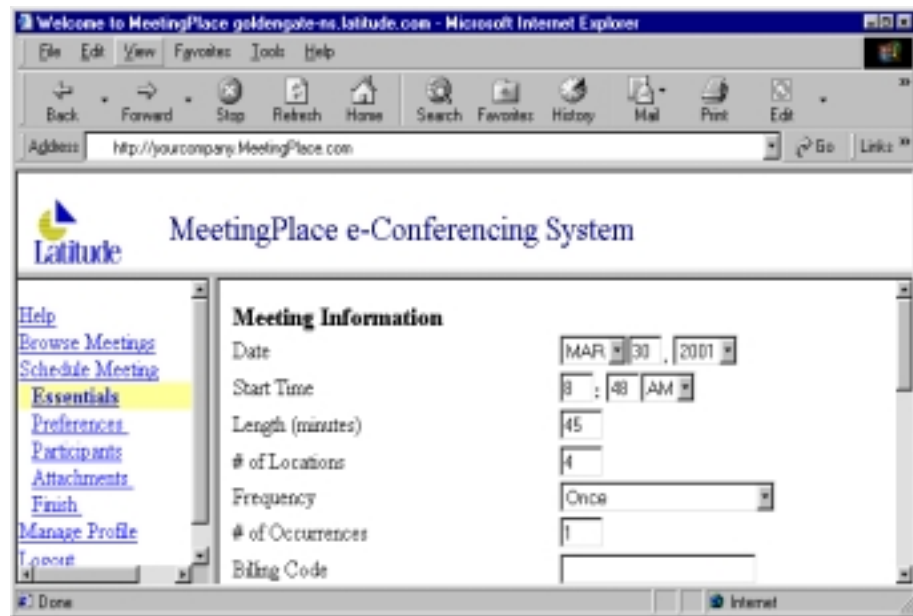 Welcome to MeetingPlace goldengate-ns.latitude.com - Microsoft Internet Explorer
File Edit View Favorites Tools Help
Back Forward Stop Refresh Home Search Favorites History Mail Print Edit »
Address http://yourcompany.MeetingPlace.com Go Links »
Latitude
MeetingPlace e-Conferencing System
Help
Browse Meetings
Schedule Meeting
Essentials
Preferences
Participants
Attachments
Finish
Manage Profile
Logout
Meeting Information
Date MAR 30 , 2001
Start Time 8 : 48 AM
Length (minutes) 45
# of Locations 4
Frequency Once
# of Occurrences 1
Billing Code
Done Internet